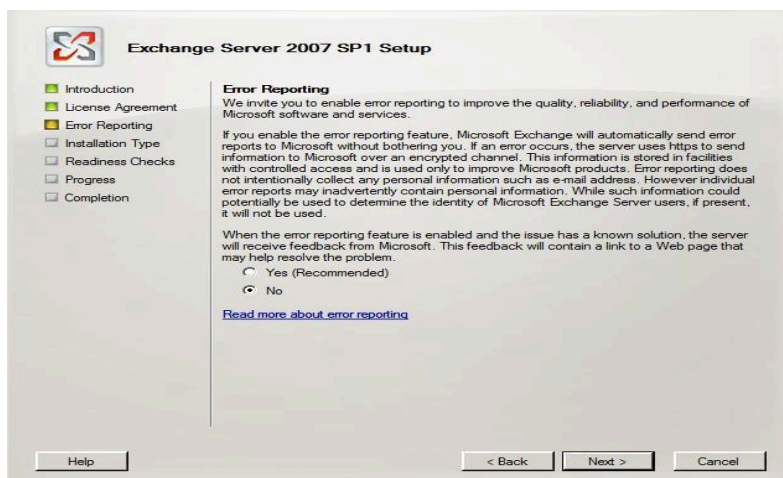 Exchange Server 2007 SP1 Setup
Introduction
License Agreement
Error Reporting
Installation Type
Readiness Checks
Progress
Completion
Error Reporting
We invite you to enable error reporting to improve the quality, reliability, and performance of
Microsoft software and services.
If you enable the error reporting feature, Microsoft Exchange will automatically send error
reports to Microsoft without bothering you. If an error occurs, the server uses https to send
information to Microsoft over an encrypted channel. This information is stored in facilities
with controlled access and is used only to improve Microsoft products. Error reporting does
not intentionally collect any personal information such as e-mail address. However individual
error reports may inadvertently contain personal information. While such information could
potentially be used to determine the identity of Microsoft Exchange Server users, if present,
it will not be used.
When the error reporting feature is enabled and the issue has a known solution, the server
will receive feedback from Microsoft. This feedback will contain a link to a Web page that
may help resolve the problem.
Yes (Recommended)
No
Read more about error reporting
Help
< Back
Next >
Cancel